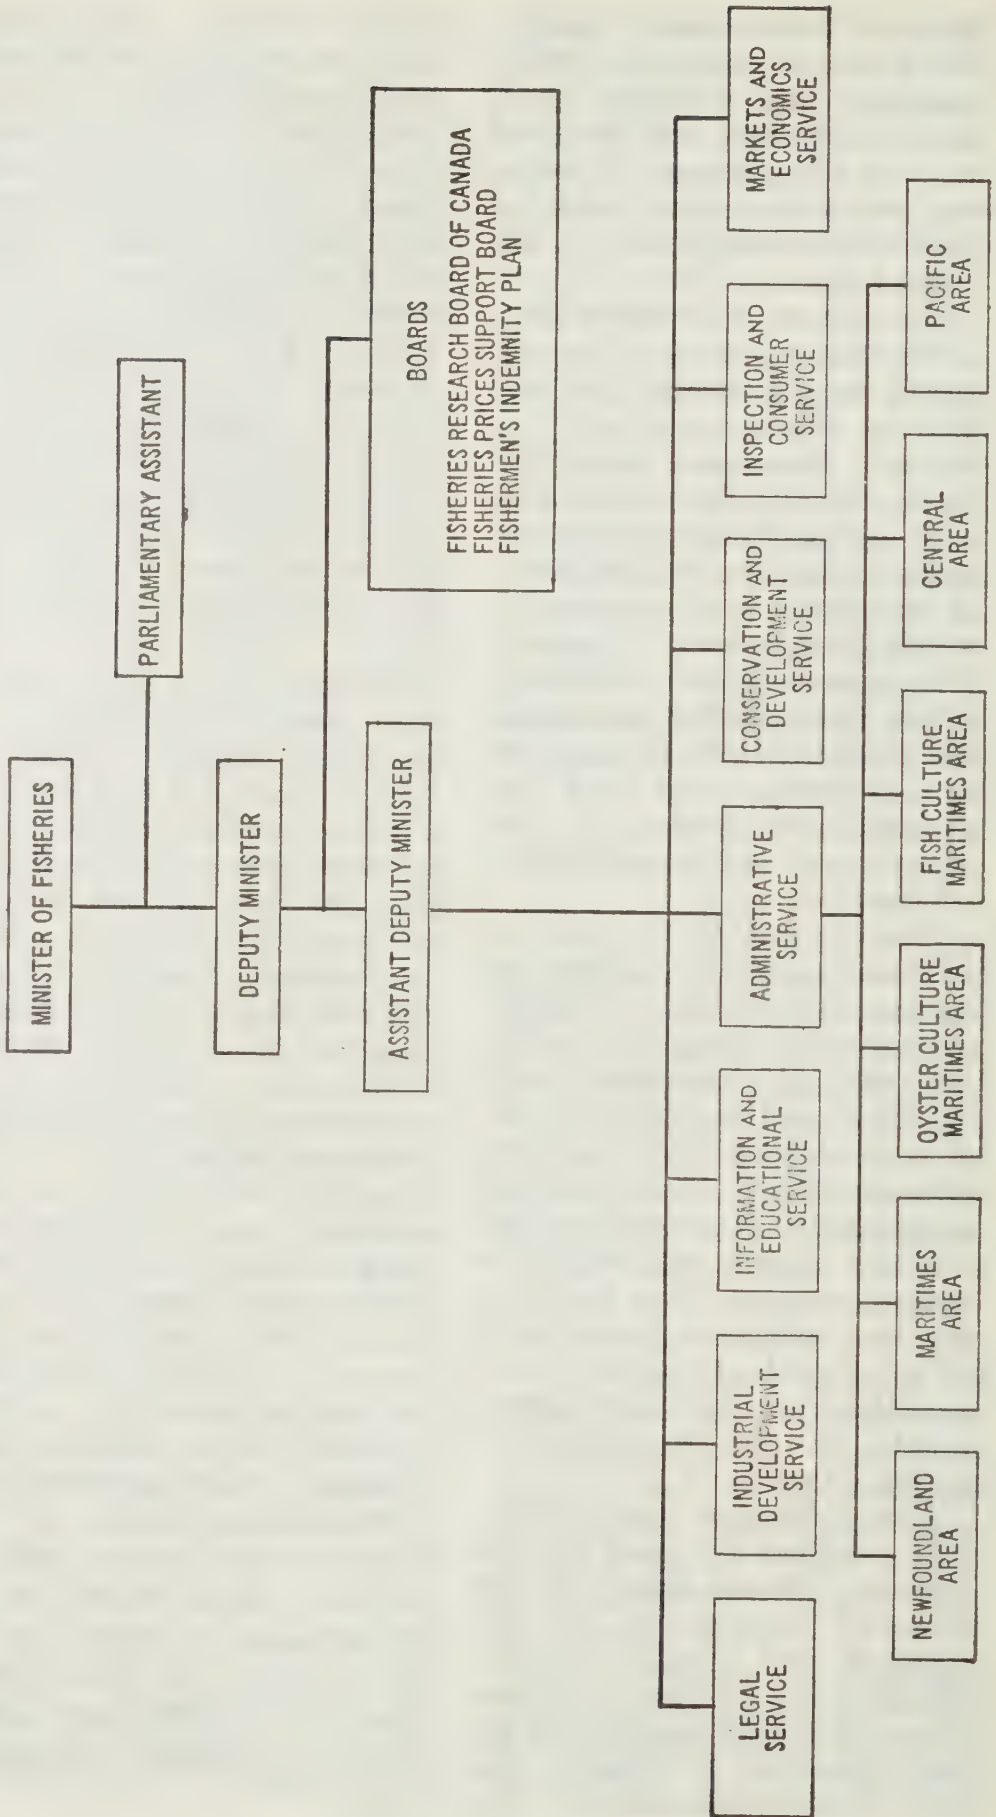 MINISTER OF FISHERIES
PARLIAMENTARY ASSISTANT
DEPUTY MINISTER
BOARDS
FISHERIES RESEARCH BOARD OF CANADA
FISHERIES PRICES SUPPORT BOARD
FISHERMEN'S INDEMNITY PLAN
ASSISTANT DEPUTY MINISTER
LEGAL
SERVICE
INDUSTRIAL
DEVELOPMENT
SERVICE
INFORMATION AND
EDUCATIONAL
SERVICE
ADMINISTRATIVE
SERVICE
CONSERVATION AND
DEVELOPMENT
SERVICE
INSPECTION AND
CONSUMER
SERVICE
MARKETS AND
ECONOMICS
SERVICE
NEWFOUNDLAND
AREA
MARITIMES
AREA
OYSTER CULTURE
MARITIMES AREA
FISH CULTURE
MARITIMES AREA
CENTRAL
AREA
PACIFIC
AREA